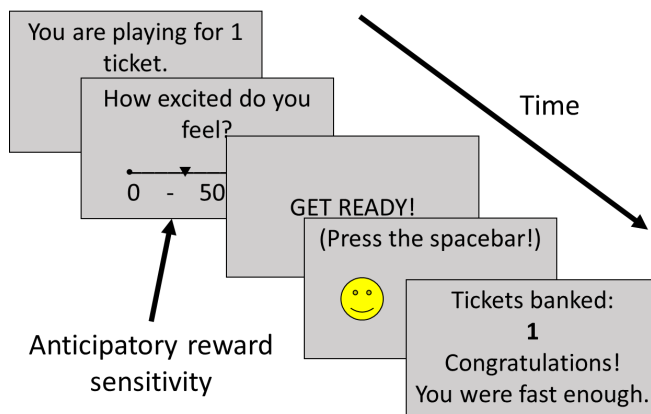 You are playing for 1
ticket.
How excited do you
feel?
0 - 50
GET READY!
(Press the spacebar!)
Tickets banked:
1
Congratulations!
You were fast enough.
Time
Anticipatory reward
sensitivity